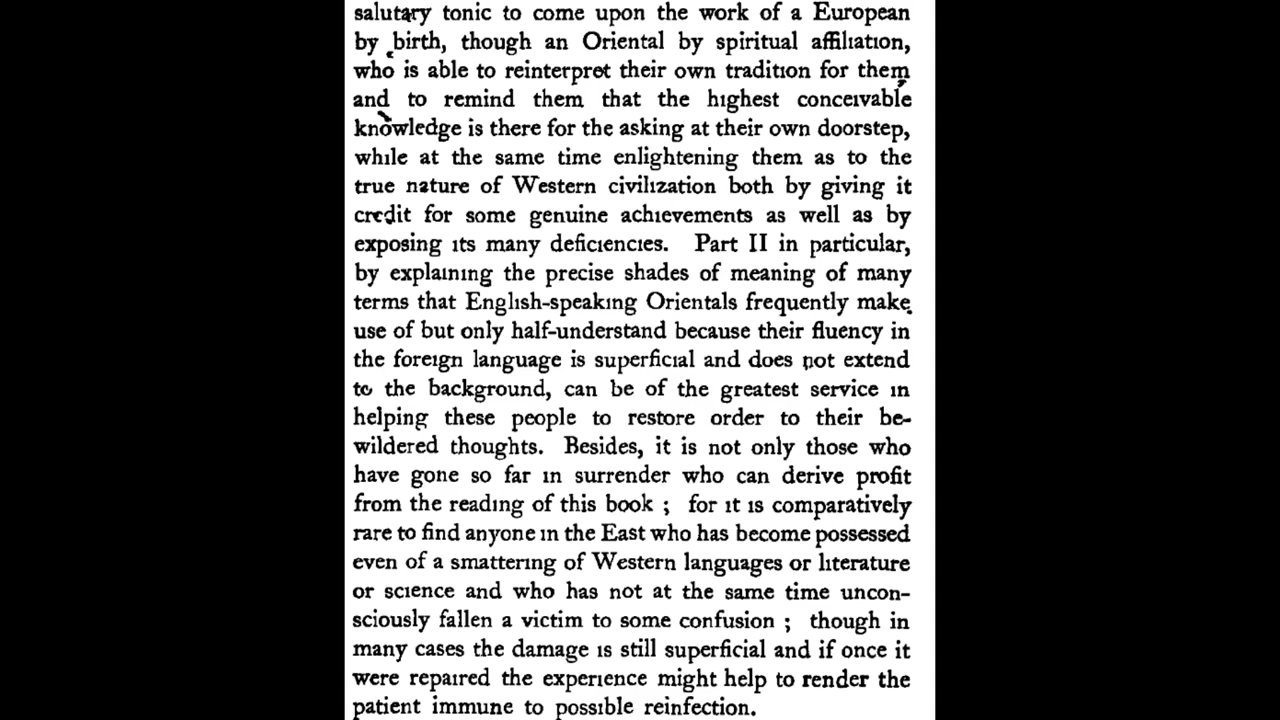 salutary tonic to come upon the work of a European
by birth, though an Oriental by spiritual affiliation,
who is able to reinterpret their own tradition for them
and to remind them that the highest conceivable
knowledge is there for the asking at their own doorstep,
while at the same time enlightening them as to the
true nature of Western civilization both by giving it
credit for some genuine achievements as well as by
exposing its many deficiencies. Part II in particular,
by explaining the precise shades of meaning of many
terms that English-speaking Orientals frequently make
use of but only half-understand because their fluency in
the foreign language is superficial and does not extend
to the background, can be of the greatest service in
helping these people to restore order to their be-
wildered thoughts. Besides, it is not only those who
have gone so far in surrender who can derive profit
from the reading of this book ; for it is comparatively
rare to find anyone in the East who has become possessed
even of a smattering of Western languages or literature
or science and who has not at the same time uncon-
sciously fallen a victim to some confusion ; though in
many cases the damage is still superficial and if once it
were repaired the experience might help to render the
patient immune to possible reinfection.